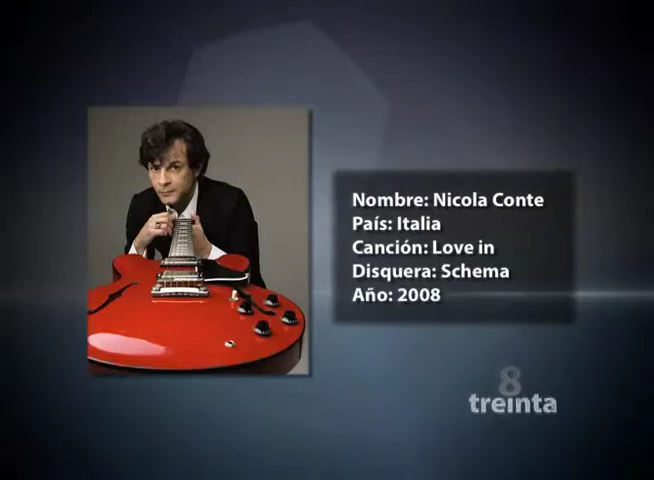 Nombre: Nicola Conte
País: Italia
Canción: Love in
Disquera: Schema
Año: 2008
8
treinta